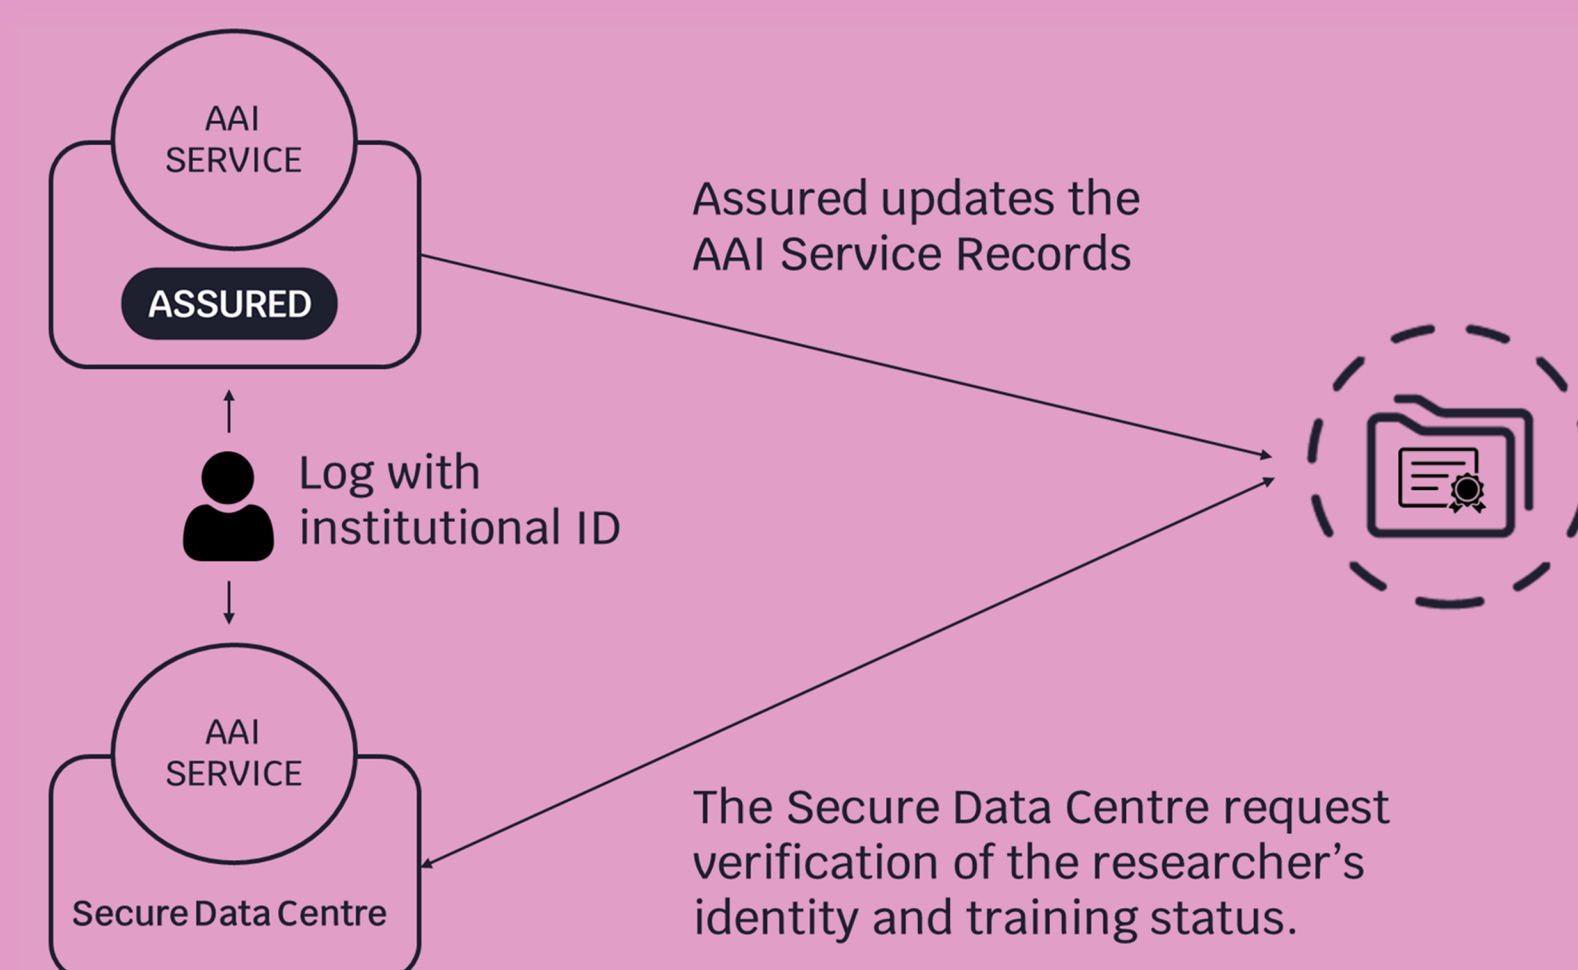 AAI
SERVICE
ASSURED
Assured updates the
AAI Service Records
Log with
institutional ID
AAI
SERVICE
Secure Data Centre
The Secure Data Centre request
verification of the researcher’s
identity and training status.